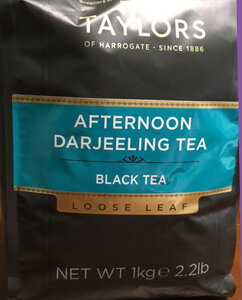 TAYLORS
OF HARROGATE • SINCE 1886
AFTERNOON
DARJEELING TEA
BLACK TEA
LOOSE LEAF
NET WT 1kg ℮ 2.2lb